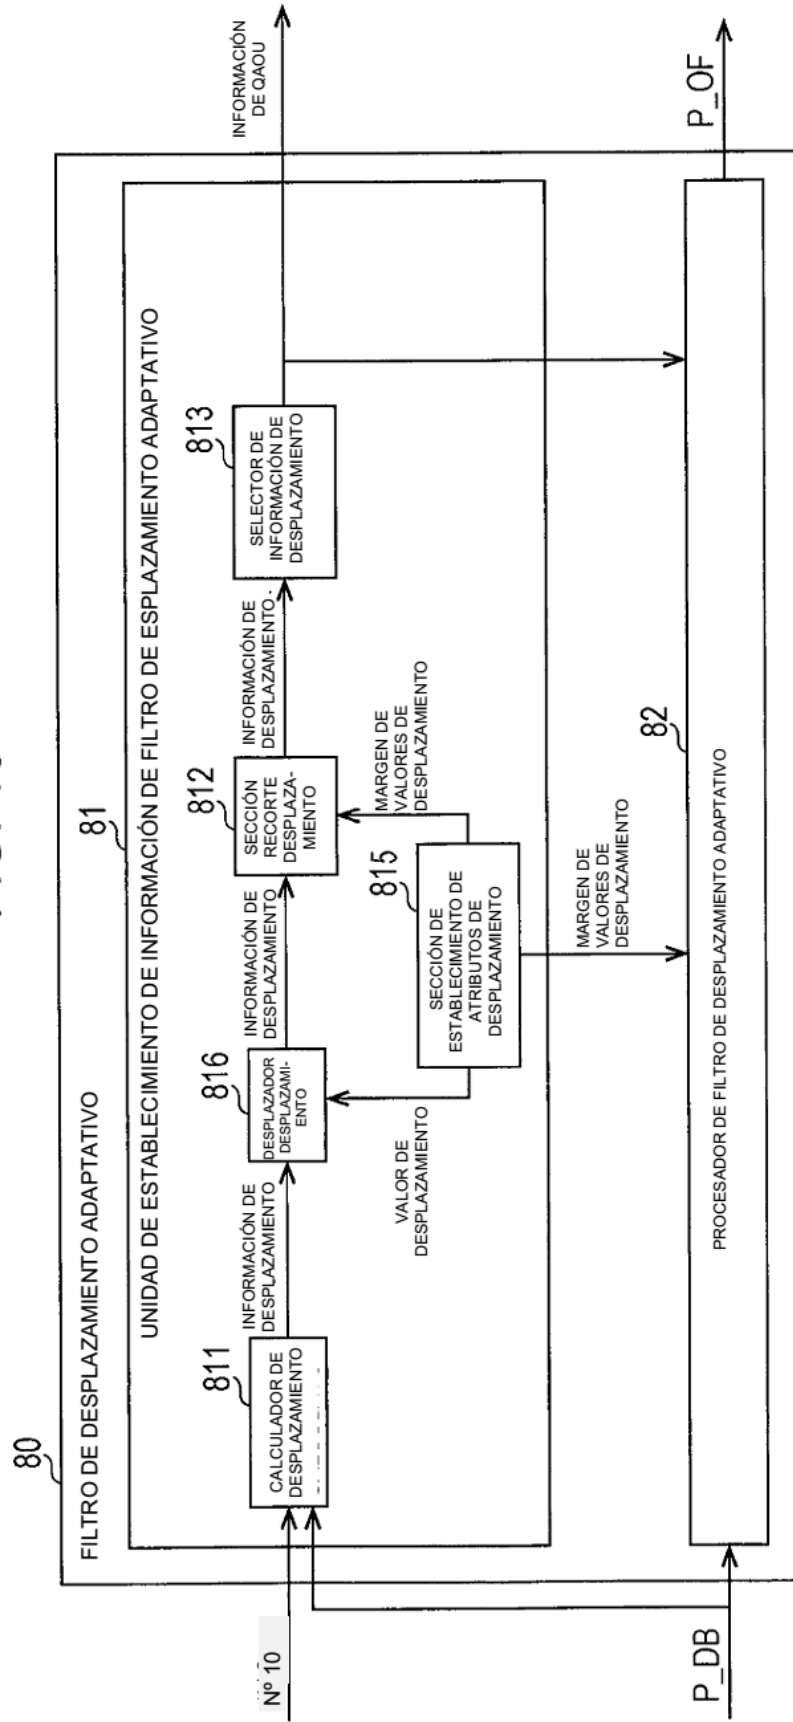 80
FILTRO DE DESPLAZAMIENTO ADAPTATIVO
81
UNIDAD DE ESTABLECIMIENTO DE INFORMACIÓN DE FILTRO DE ESPLAZAMIENTO ADAPTATIVO
Nº 10
811
CALCULADOR DE
DESPLAZAMIENTO
INFORMACIÓN DE
DESPLAZAMIENTO
816
DESPLAZADOR
DESPLAZAMI-
ENTO
INFORMACIÓN DE
DESPLAZAMIENTO
812
SECCIÓN
RECORTE
DESPLAZA-
MIENTO
INFORMACIÓN DE
DESPLAZAMIENTO
813
SELECTOR DE
INFORMACIÓN DE
DESPLAZAMIENTO
INFORMACIÓN
DE QAOU
VALOR DE
DESPLAZAMIENTO
815
SECCIÓN DE
ESTABLECIMIENTO DE
ATRIBUTOS DE
DESPLAZAMIENTO
MARGEN DE
VALORES DE
DESPLAZAMIENTO
MARGEN DE
VALORES DE
DESPLAZAMIENTO
82
PROCESADOR DE FILTRO DE DESPLAZAMIENTO ADAPTATIVO
P_DB
P_OF